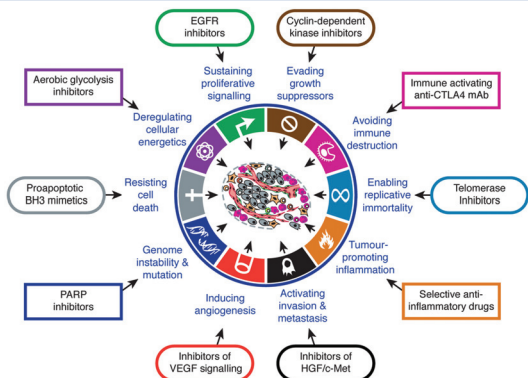 EGFR
inhibitors
Cyclin-dependent
kinase inhibitors
Sustaining
proliferative
signalling
Evading
growth
suppressors
Aerobic glycolysis
inhibitors
Immune activating
anti-CTLA4 mAb
Deregulating
cellular
energetics
Avoiding
immune
destruction
Proapoptotic
BH3 mimetics
Resisting
cell
death
Enabling
replicative
immortality
Telomerase
Inhibitors
Genome
instability &
mutation
Tumour-
promoting
inflammation
PARP
inhibitors
Inducing
angiogenesis
Activating
invasion &
metastasis
Selective anti-
inflammatory drugs
Inhibitors of
VEGF signalling
Inhibitors of
HGF/c-Met